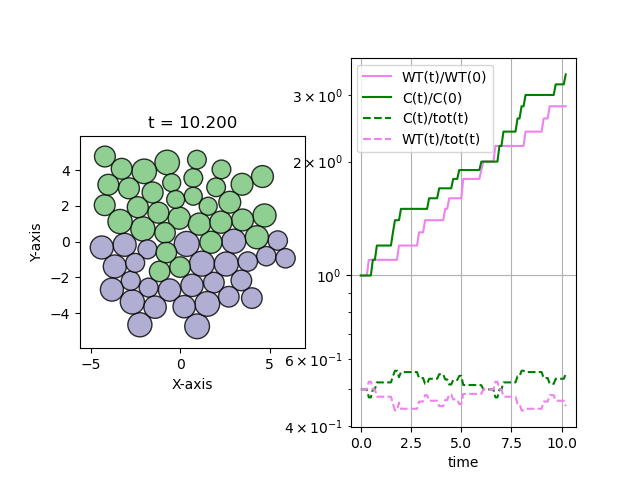 t = 10.200
Y-axis
4
2
0
−2
−4
−5
0
5
X-axis
WT(t)/WT(0)
C(t)/C(0)
C(t)/tot(t)
WT(t)/tot(t)
3 × 10⁰
2 × 10⁰
10⁰
6 × 10⁻¹
4 × 10⁻¹
0.0
2.5
5.0
7.5
10.0
time